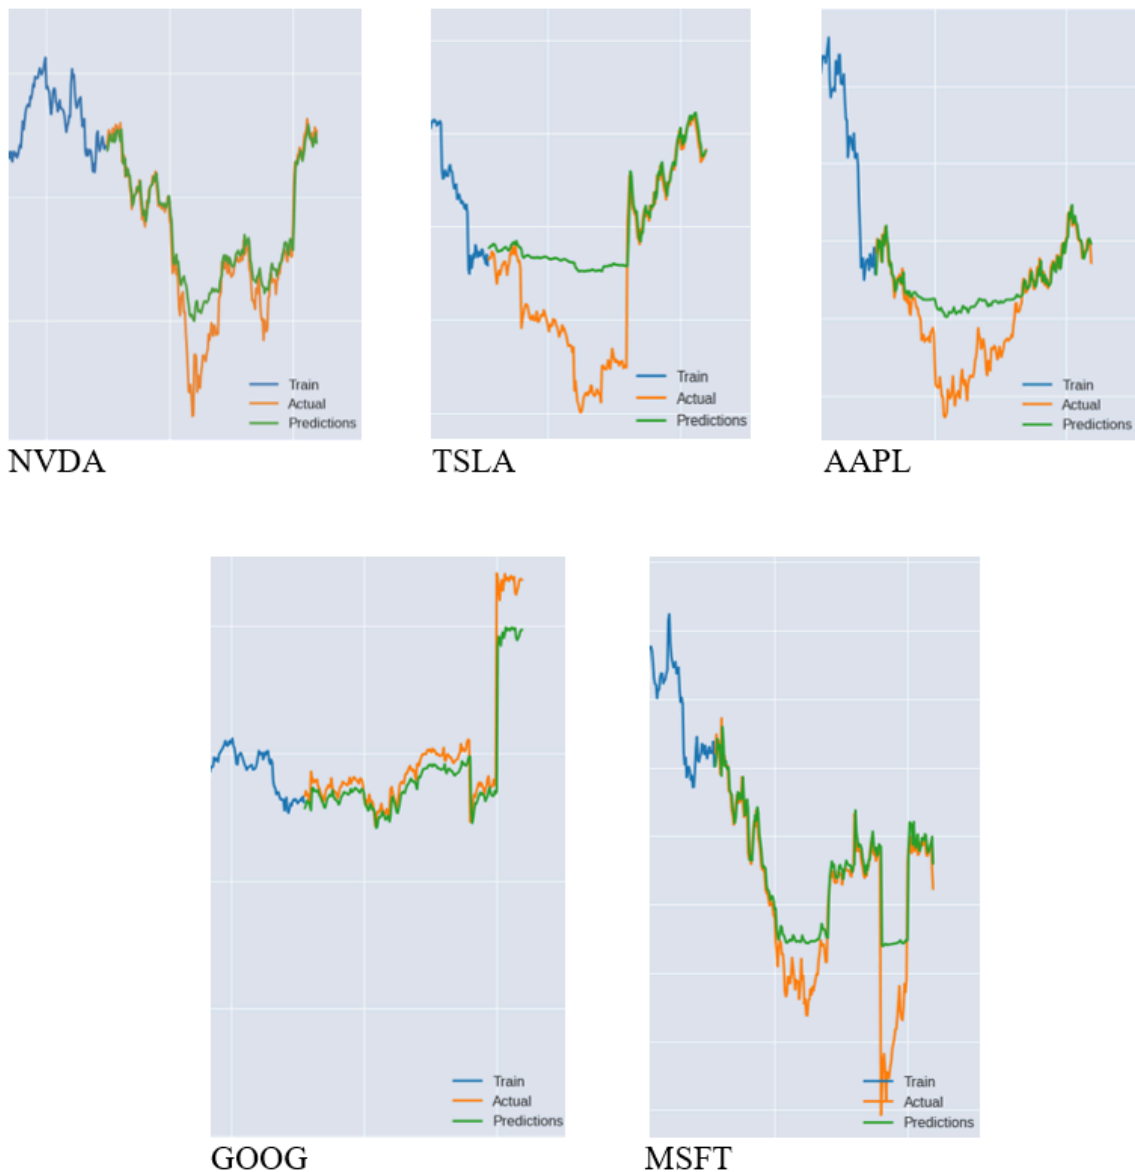 Train
Actual
Predictions
NVDA
Train
Actual
Predictions
TSLA
Train
Actual
Predictions
AAPL
Train
Actual
Predictions
GOOG
Train
Actual
Predictions
MSFT